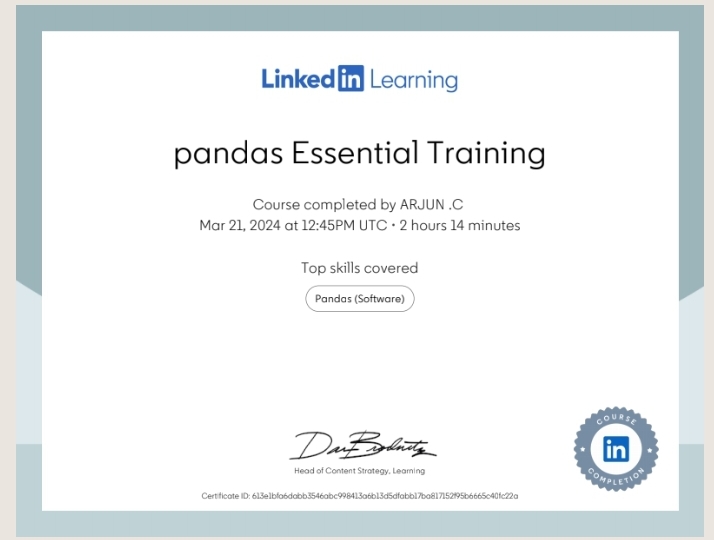 Linked in Learning
pandas Essential Training
Course completed by ARJUN .C
Mar 21, 2024 at 12:45PM UTC • 2 hours 14 minutes
Top skills covered
Pandas (Software)
Head of Content Strategy, Learning
COURSE
in
COMPLETION
Certificate ID: 613e1bfa6dabb3546abc998413a6b13d5dfabb17ba817152f95b6665c40fc22a